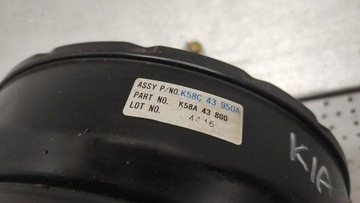 ASSY P/NO. K58C 43 950A
PART NO. K58A 43 800
LOT NO. 4416
KIA